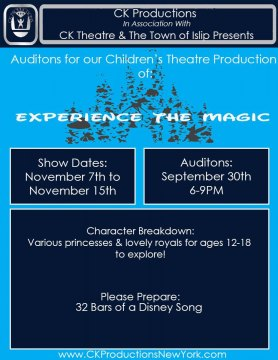 CK Productions
In Association With
CK Theatre & The Town of Islip Presents
Auditons for our Children's Theatre Production
of:
EXPERIENCE THE MAGIC
Show Dates:
November 7th to
November 15th
Auditons:
September 30th
6-9PM
Character Breakdown:
Various princesses & lovely royals for ages 12-18
to explore!
Please Prepare:
32 Bars of a Disney Song
www.CKProductionsNewYork.com